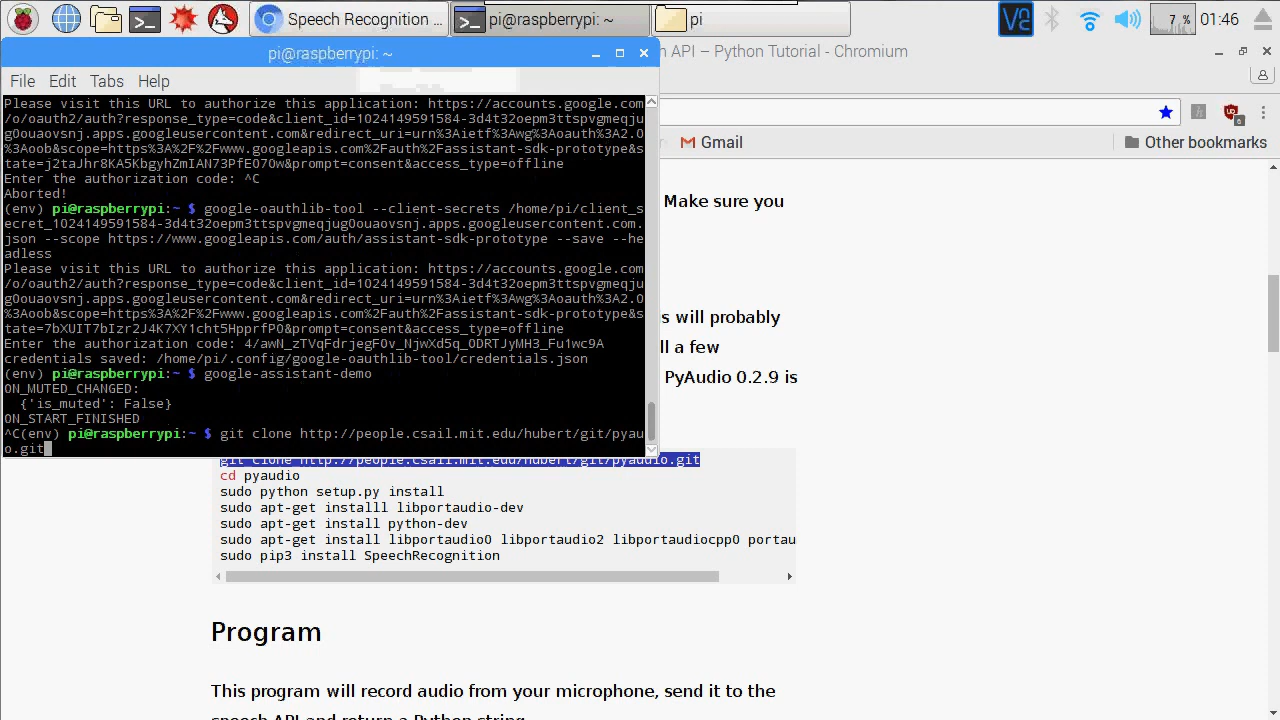 Speech Recognition ...
pi@raspberrypi: ~
pi
VNC
7 %
01:46
pi@raspberrypi: ~
ch API – Python Tutorial - Chromium
File Edit Tabs Help
Gmail
Other bookmarks
Please visit this URL to authorize this application: https://accounts.google.com
/o/oauth2/auth?response_type=code&client_id=1024149591584-3d4t32oepm3ttspvgmeqju
g0ouaovsnj.apps.googleusercontent.com&redirect_uri=urn%3Aietf%3Awg%3Aoauth%3A2.0
%3Aoob&scope=https%3A%2F%2Fwww.googleapis.com%2Fauth%2Fassistant-sdk-prototype&s
tate=j2taJhr8KA5KbgyhZmIAN73PfE07Ow&prompt=consent&access_type=offline
Enter the authorization code: ^C
Aborted!
(env) pi@raspberrypi:~ $ google-oauthlib-tool --client-secrets /home/pi/client_s
ecret_1024149591584-3d4t32oepm3ttspvgmeqjug0ouaovsnj.apps.googleusercontent.com.
json --scope https://www.googleapis.com/auth/assistant-sdk-prototype --save --he
adless
Please visit this URL to authorize this application: https://accounts.google.com
/o/oauth2/auth?response_type=code&client_id=1024149591584-3d4t32oepm3ttspvgmeqju
g0ouaovsnj.apps.googleusercontent.com&redirect_uri=urn%3Aietf%3Awg%3Aoauth%3A2.0
%3Aoob&scope=https%3A%2F%2Fwww.googleapis.com%2Fauth%2Fassistant-sdk-prototype&s
tate=7bXUIT7bIzr2J4K7XY1cht5HpprfP0&prompt=consent&access_type=offline
Enter the authorization code: 4/awN_zTVqFdrjegF0v_NjwXd5q_ODRTJyMH3_Fu1wc9A
credentials saved: /home/pi/.config/google-oauthlib-tool/credentials.json
(env) pi@raspberrypi:~ $ google-assistant-demo
ON_MUTED_CHANGED:
{'is_muted': False}
ON_START_FINISHED
^C(env) pi@raspberrypi:~ $ git clone http://people.csail.mit.edu/hubert/git/pyau
o.git
Make sure you
s will probably
ll a few
PyAudio 0.2.9 is
git clone http://people.csail.mit.edu/hubert/git/pyaudio.git
cd pyaudio
sudo python setup.py install
sudo apt-get installl libportaudio-dev
sudo apt-get install python-dev
sudo apt-get install libportaudio0 libportaudio2 libportaudiocpp0 portau
sudo pip3 install SpeechRecognition
Program
This program will record audio from your microphone, send it to the
speech API and return a Python string